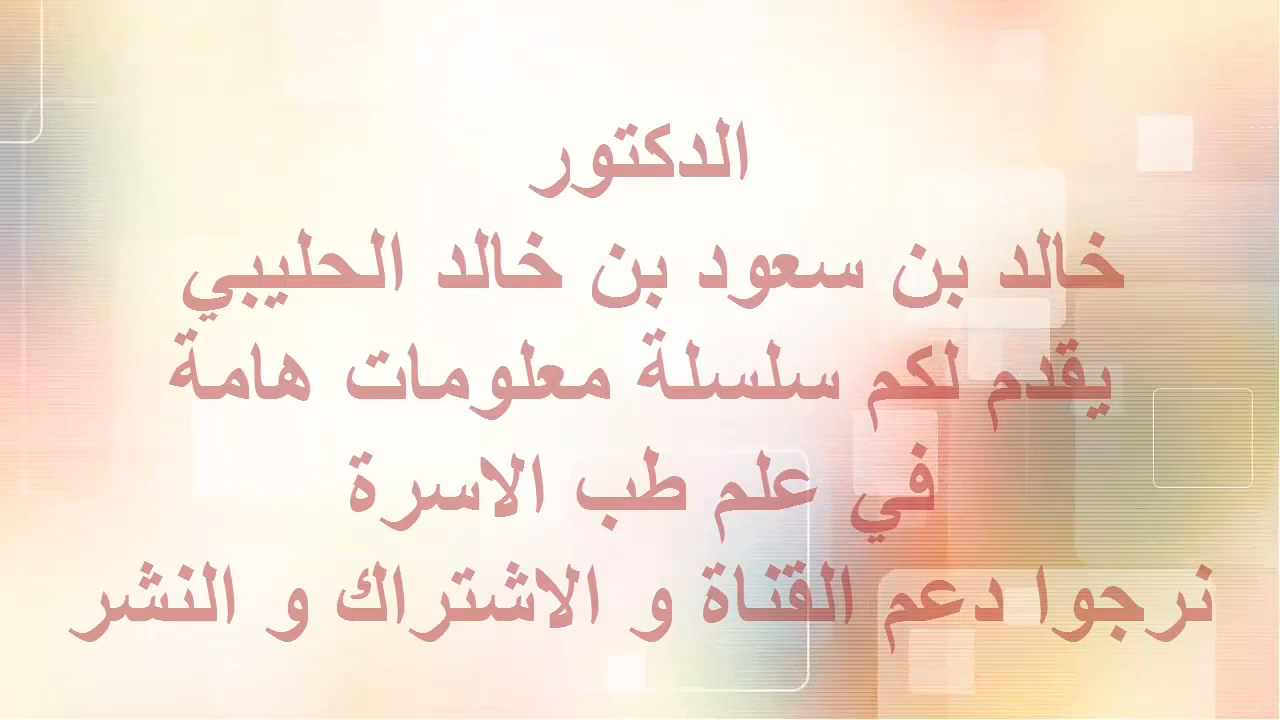 الدكتور
خالد بن سعود بن خالد الحليبي
يقدم لكم سلسلة معلومات هامة
في علم طب الاسرة
نرجوا دعم القناة و الاشتراك و النشر